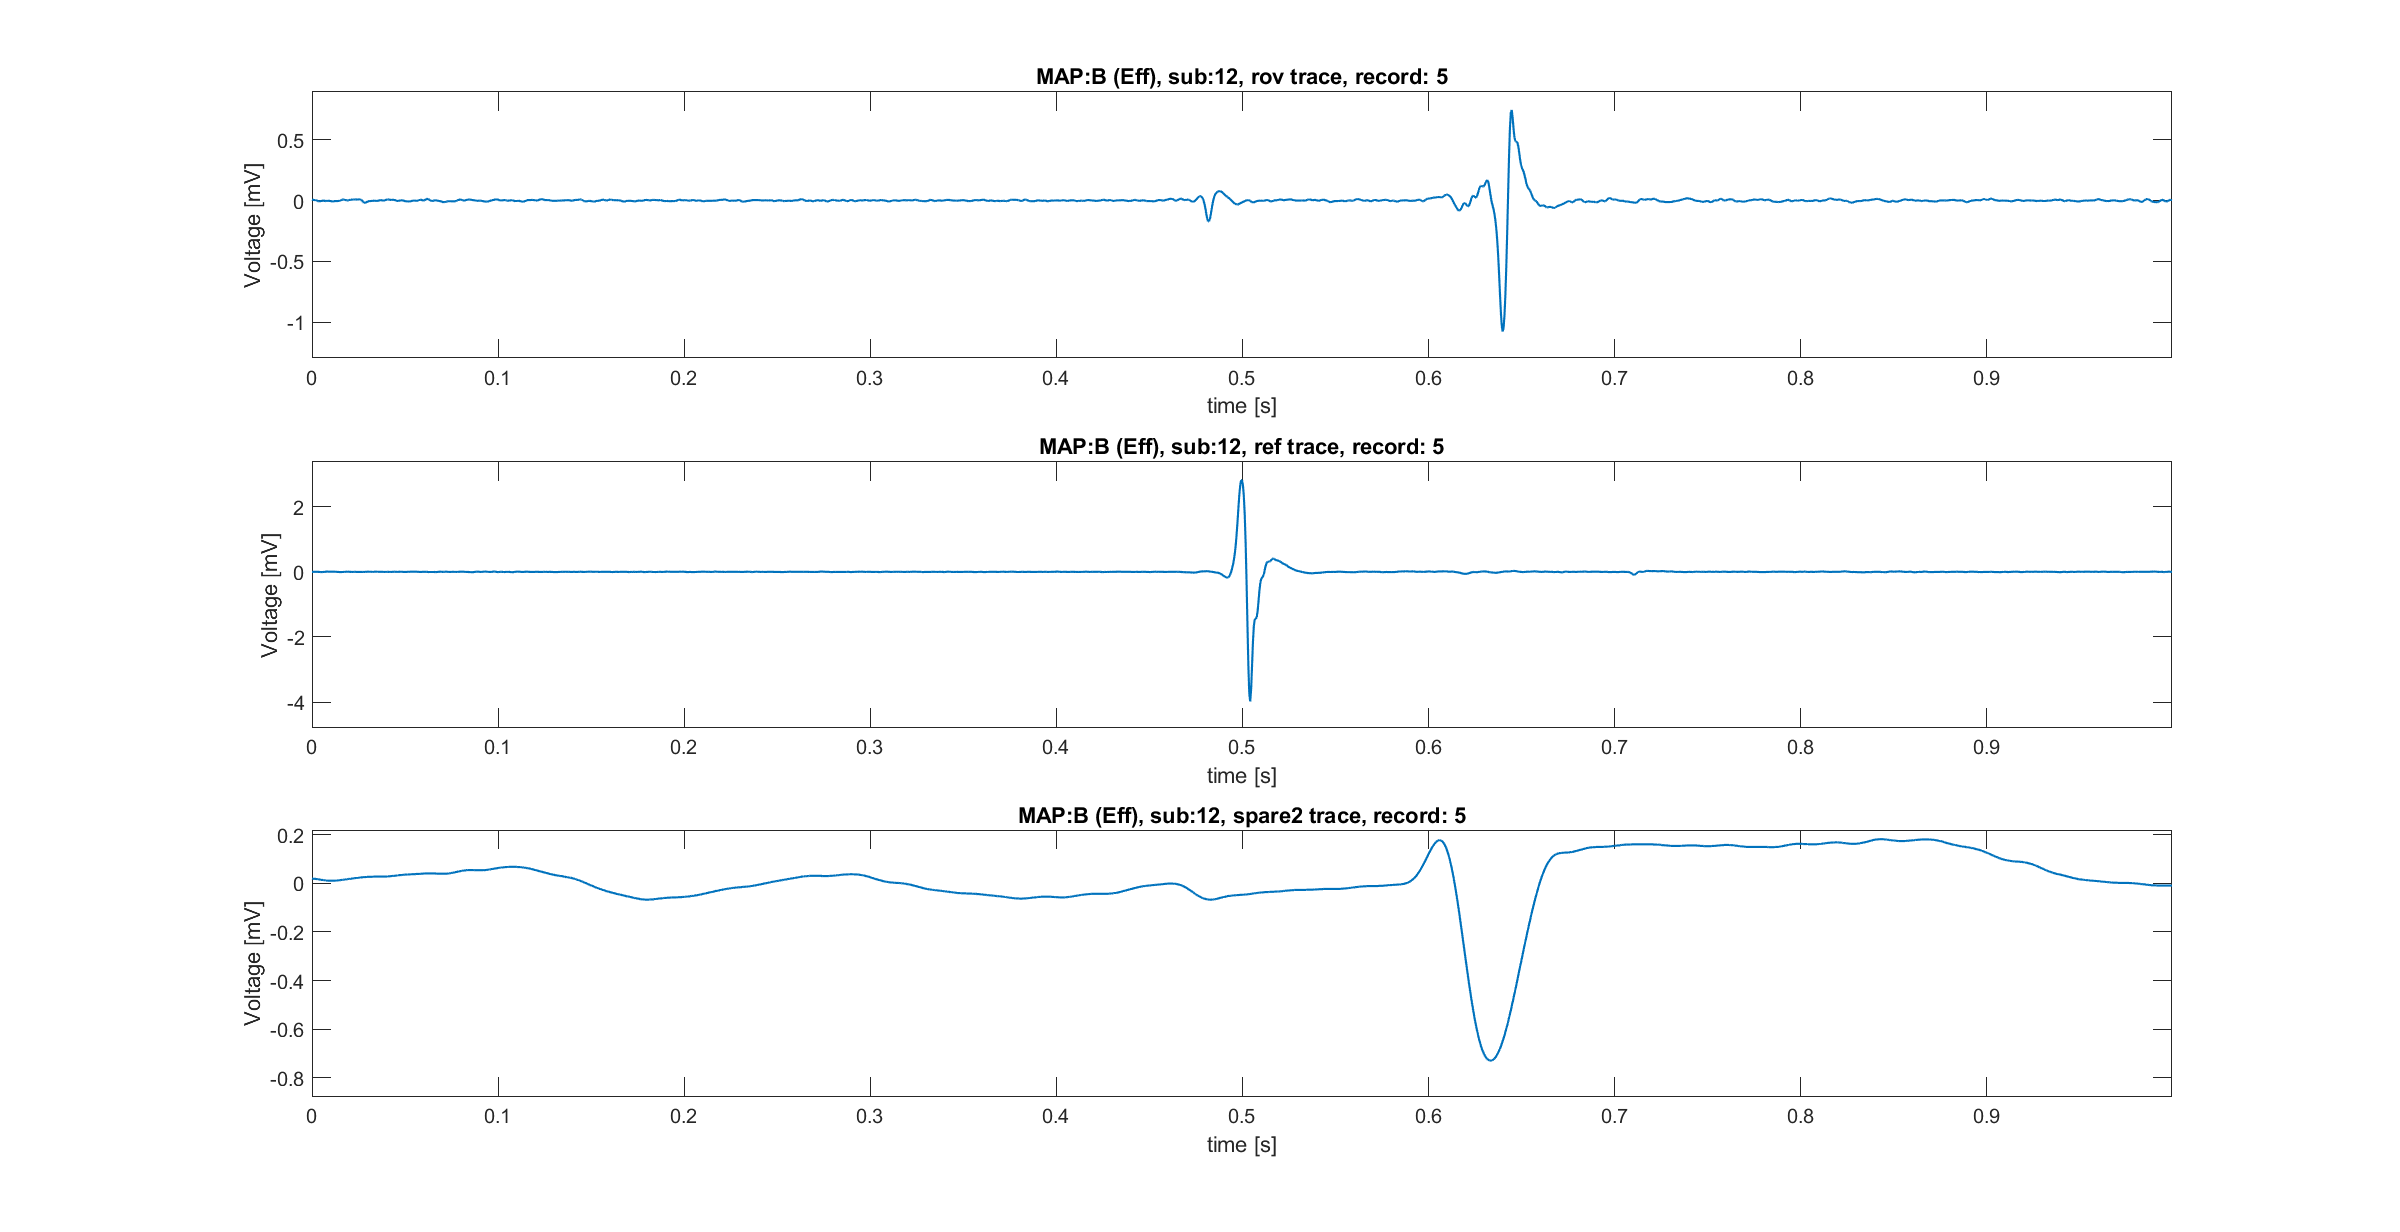 MAP:B (Eff), sub:12, rov trace, record: 5
0.5
0
-0.5
-1
Voltage [mV]
0 0.1 0.2 0.3 0.4 0.5 0.6 0.7 0.8 0.9
time [s]
MAP:B (Eff), sub:12, ref trace, record: 5
2
0
-2
-4
Voltage [mV]
0 0.1 0.2 0.3 0.4 0.5 0.6 0.7 0.8 0.9
time [s]
MAP:B (Eff), sub:12, spare2 trace, record: 5
0.2
0
-0.2
-0.4
-0.6
-0.8
Voltage [mV]
0 0.1 0.2 0.3 0.4 0.5 0.6 0.7 0.8 0.9
time [s]